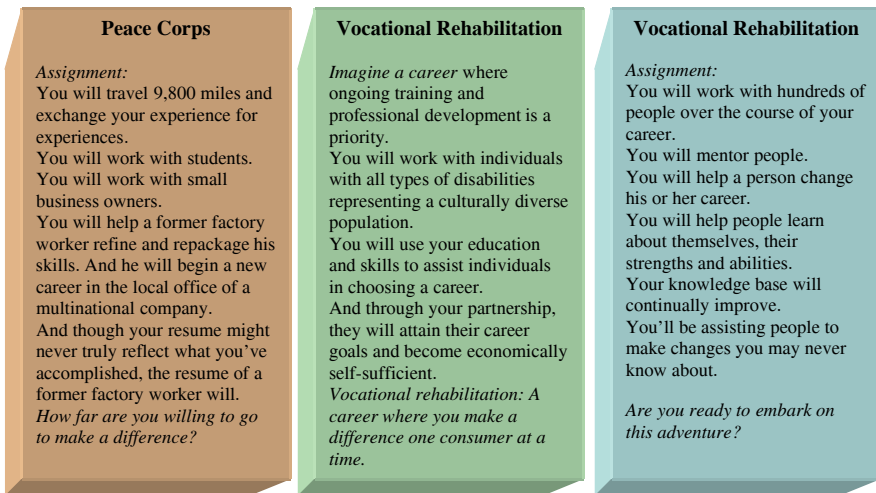 Peace Corps
Assignment:
You will travel 9,800 miles and
exchange your experience for
experiences.
You will work with students.
You will work with small
business owners.
You will help a former factory
worker refine and repackage his
skills. And he will begin a new
career in the local office of a
multinational company.
And though your resume might
never truly reflect what you’ve
accomplished, the resume of a
former factory worker will.
How far are you willing to go
to make a difference?
Vocational Rehabilitation
Imagine a career where
ongoing training and
professional development is a
priority.
You will work with individuals
with all types of disabilities
representing a culturally diverse
population.
You will use your education
and skills to assist individuals
in choosing a career.
And through your partnership,
they will attain their career
goals and become economically
self-sufficient.
Vocational rehabilitation: A
career where you make a
difference one consumer at a
time.
Vocational Rehabilitation
Assignment:
You will work with hundreds of
people over the course of your
career.
You will mentor people.
You will help a person change
his or her career.
You will help people learn
about themselves, their
strengths and abilities.
Your knowledge base will
continually improve.
You’ll be assisting people to
make changes you may never
know about.
Are you ready to embark on
this adventure?